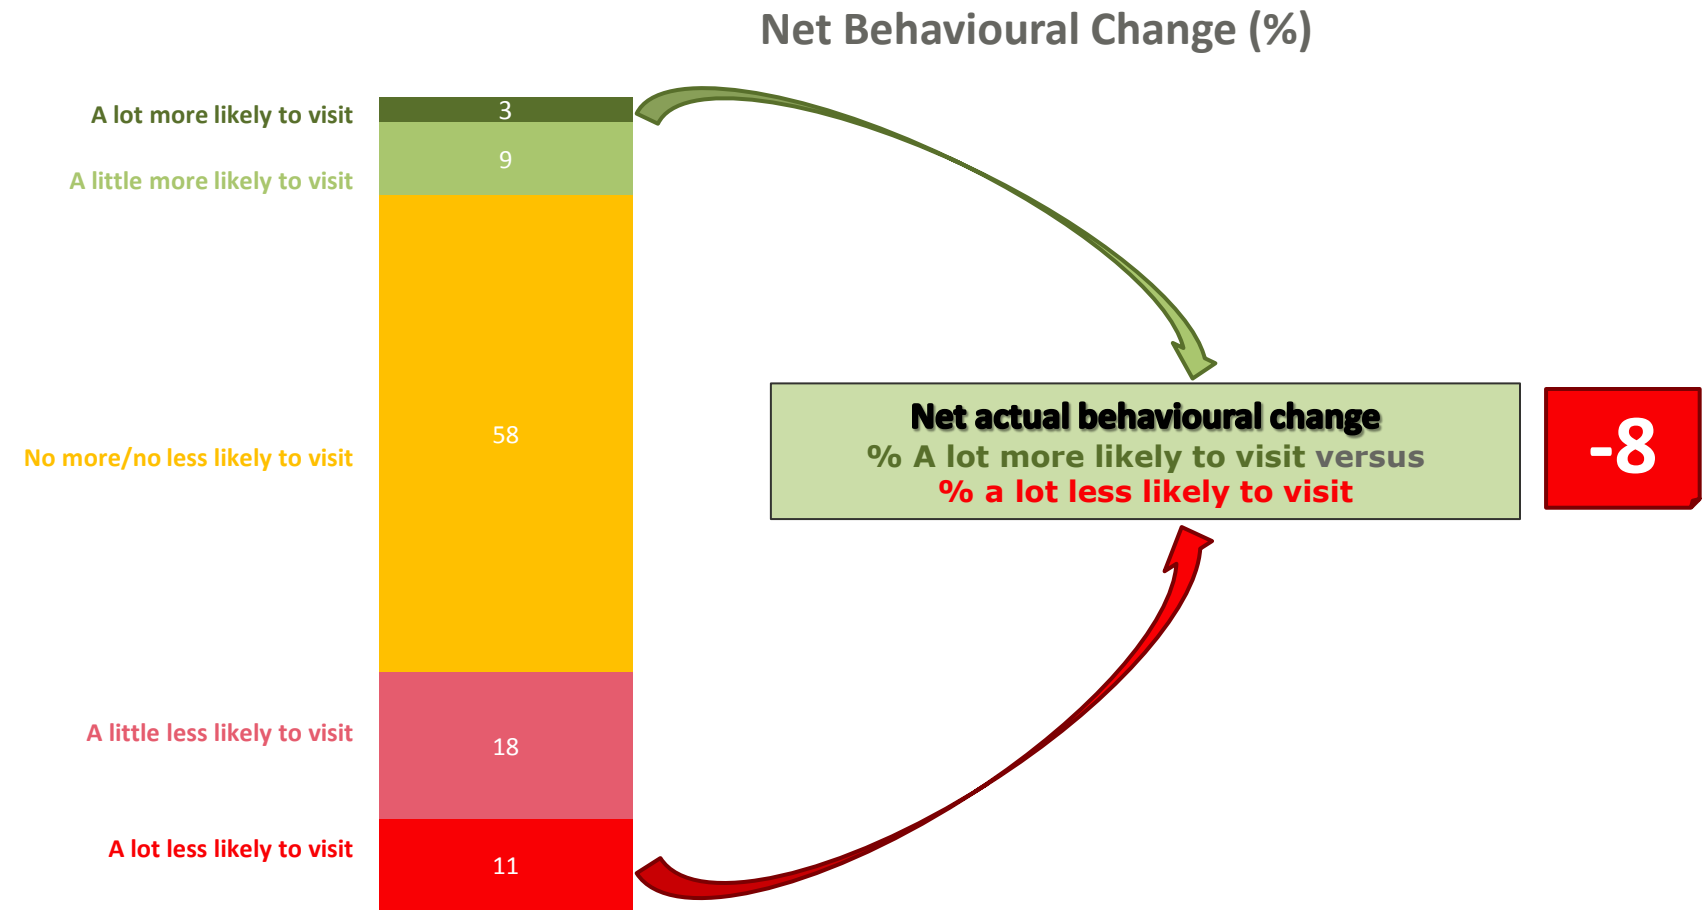 Net Behavioural Change (%)
A lot more likely to visit
3
A little more likely to visit
9
No more/no less likely to visit
58
A little less likely to visit
18
A lot less likely to visit
11
Net actual behavioural change
% A lot more likely to visit versus
% a lot less likely to visit
-8